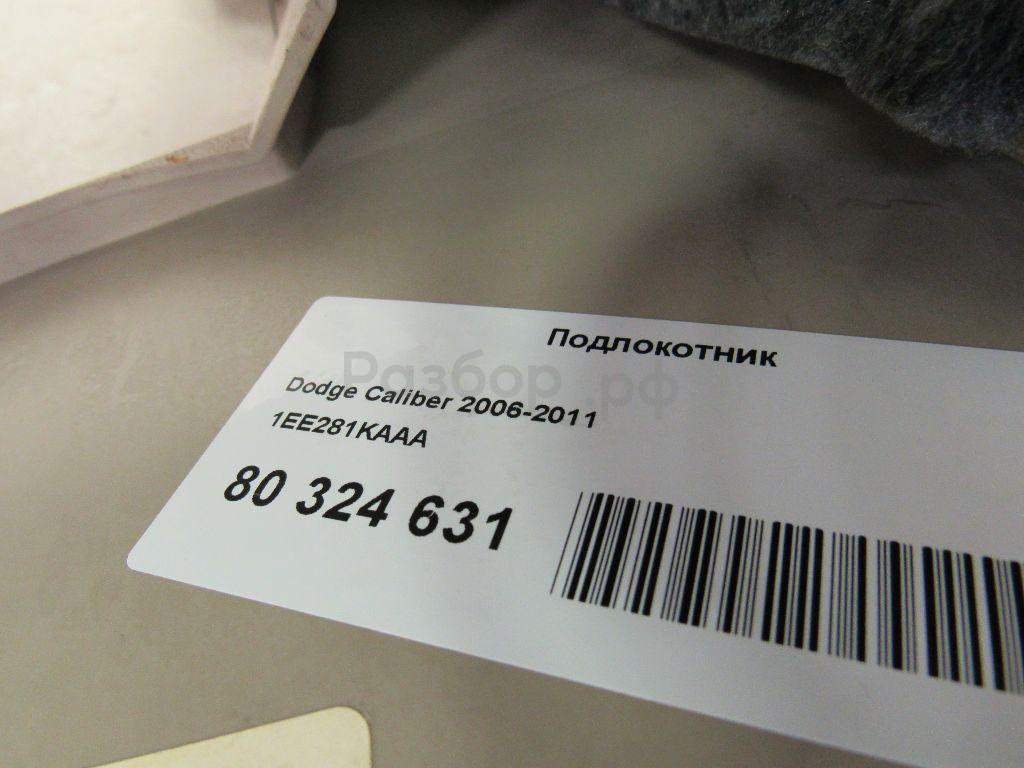 Подлокотник
Разбор.рф
Dodge Caliber 2006-2011
1EE281KAAA
80 324 631